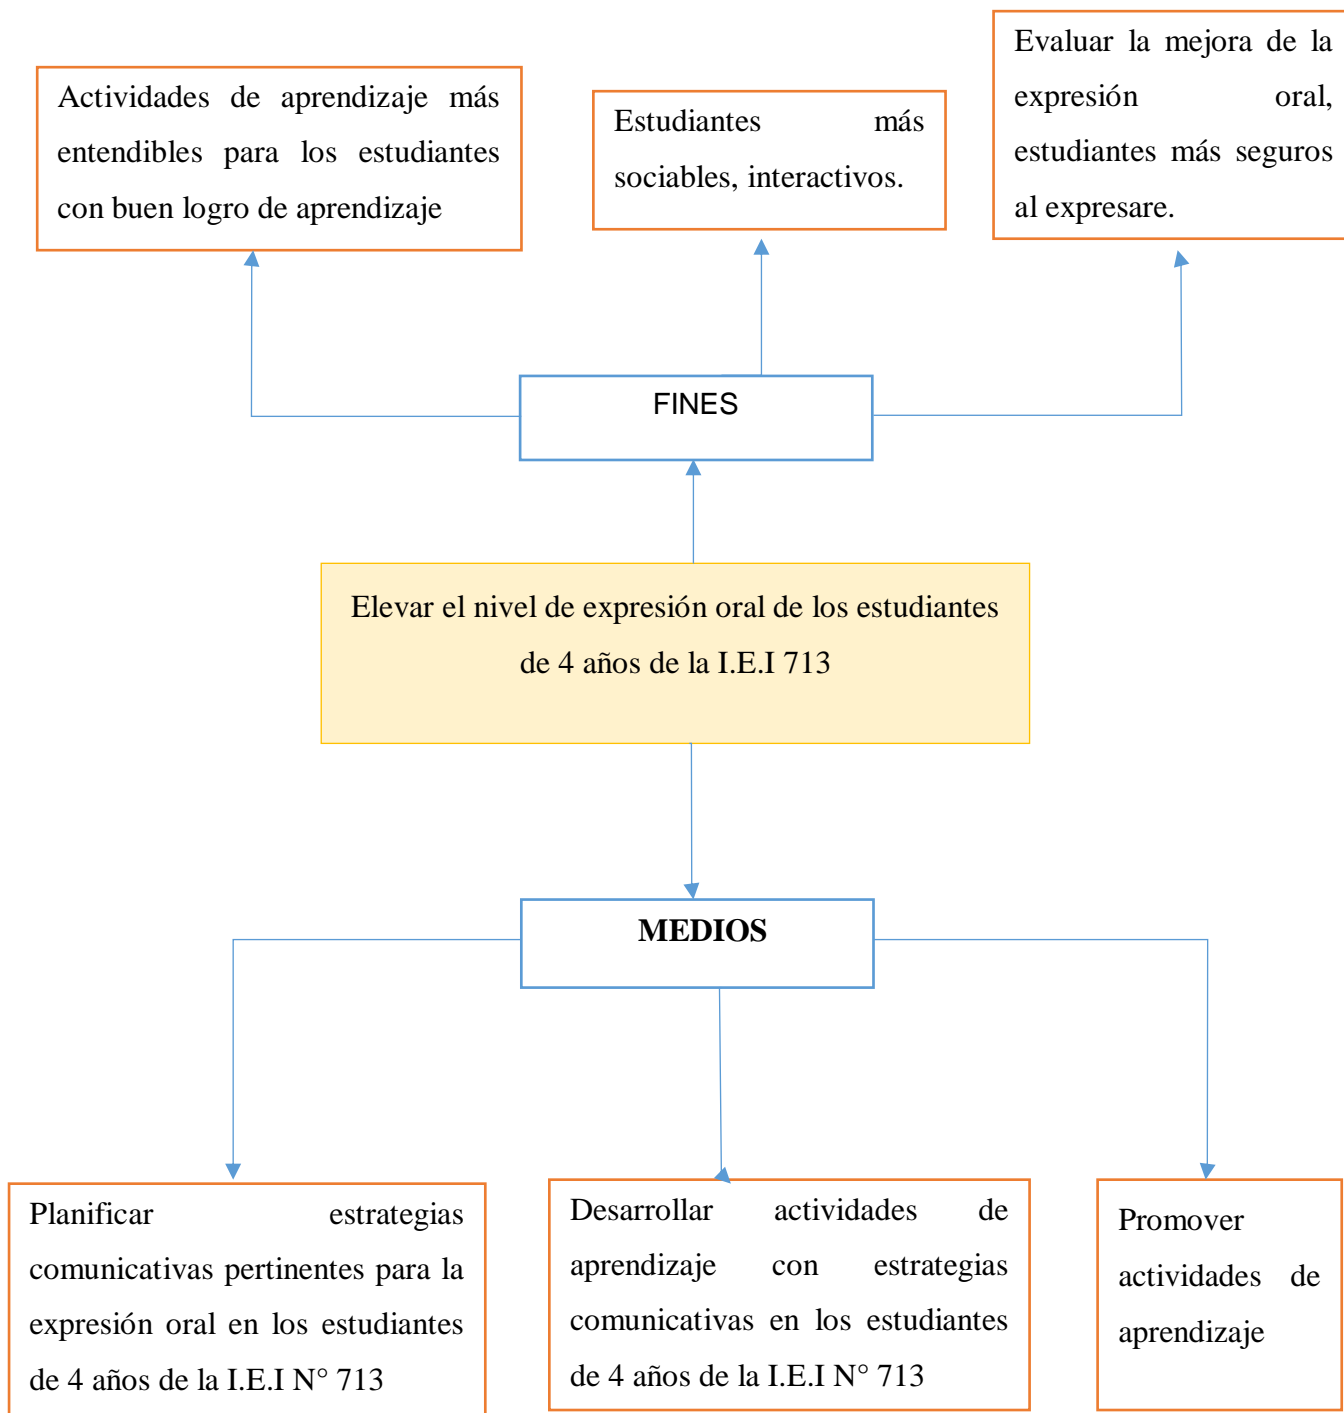 Actividades de aprendizaje más
entendibles para los estudiantes
con buen logro de aprendizaje
Estudiantes más
sociables, interactivos.
Evaluar la mejora de la
expresión oral,
estudiantes más seguros
al expresare.
FINES
Elevar el nivel de expresión oral de los estudiantes
de 4 años de la I.E.I 713
MEDIOS
Planificar estrategias
comunicativas pertinentes para la
expresión oral en los estudiantes
de 4 años de la I.E.I N° 713
Desarrollar actividades de
aprendizaje con estrategias
comunicativas en los estudiantes
de 4 años de la I.E.I N° 713
Promover
actividades de
aprendizaje